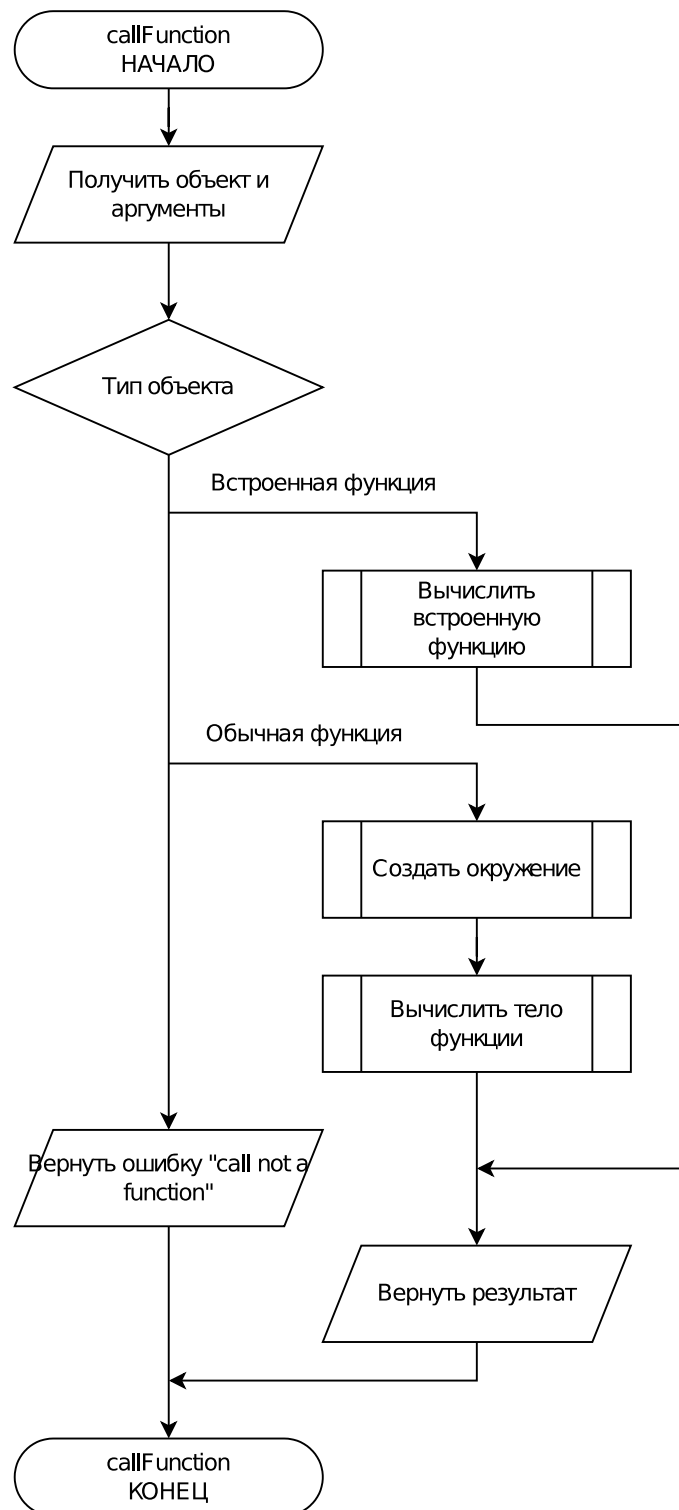 callFunction
НАЧАЛО
Получить объект и
аргументы
Тип объекта
Встроенная функция
Вычислить
встроенную
функцию
Обычная функция
Создать окружение
Вычислить тело
функции
Вернуть ошибку "call not a
function"
Вернуть результат
callFunction
КОНЕЦ